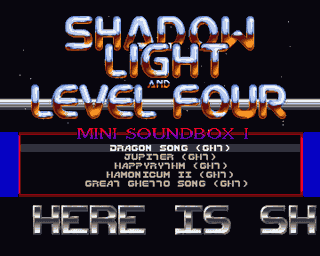 SHADOW
LIGHT
AND
LEVEL FOUR
MINI SOUNDBOX I
DRAGON SONG (GH7)
JUPITER (GH7)
HAPPYRYTHM (GH7)
HAMONICUM II (GH7)
GREAT GHETTO SONG (GH7)
HERE IS SH